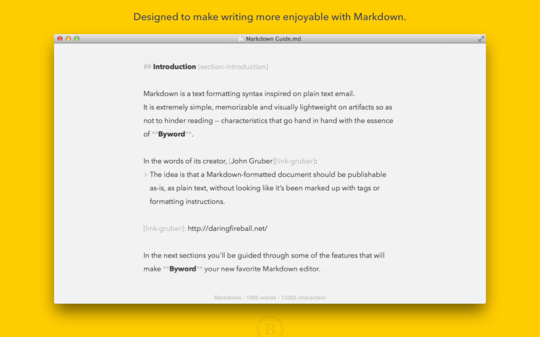 Designed to make writing more enjoyable with Markdown.
Markdown Guide.md
## Introduction [section-introduction]
Markdown is a text formatting syntax inspired on plain text email.
It is extremely simple, memorizable and visually lightweight on artifacts so as
not to hinder reading -- characteristics that go hand in hand with the essence
of **Byword**.
In the words of its creator, [John Gruber][link-gruber]:
> The idea is that a Markdown-formatted document should be publishable
as-is, as plain text, without looking like it's been marked up with tags or
formatting instructions.
[link-gruber]: http://daringfireball.net/
In the next sections you'll be guided through some of the features that will
make **Byword** your new favorite Markdown editor.
B